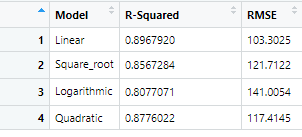 Model R-Squared RMSE
1 Linear 0.8967920 103.3025
2 Square_root 0.8567284 121.7122
3 Logarithmic 0.8077071 141.0054
4 Quadratic 0.8776022 117.4145